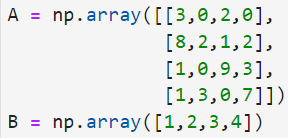 A = np.array([[3,0,2,0],
[8,2,1,2],
[1,0,9,3],
[1,3,0,7]])
B = np.array([1,2,3,4])